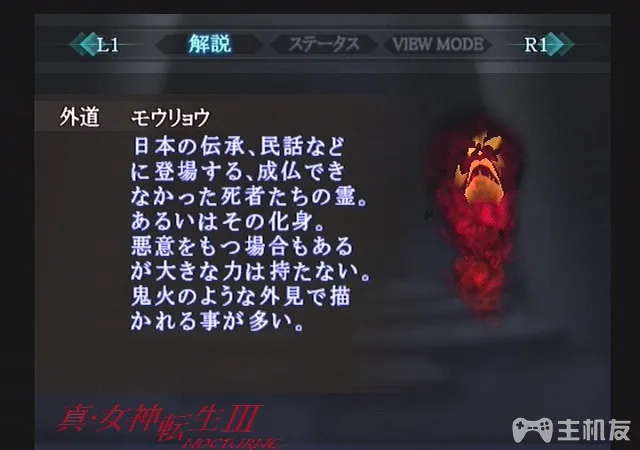 L1 解説 ステータス VIEW MODE R1
外道 モウリョウ
日本の伝承、民話など
に登場する、成仏でき
なかった死者たちの霊。
あるいはその化身。
悪意をもつ場合もある
が大きな力は持たない。
鬼火のような外見で描
かれる事が多い。
真・女神転生III
NOCTURNE
主机友